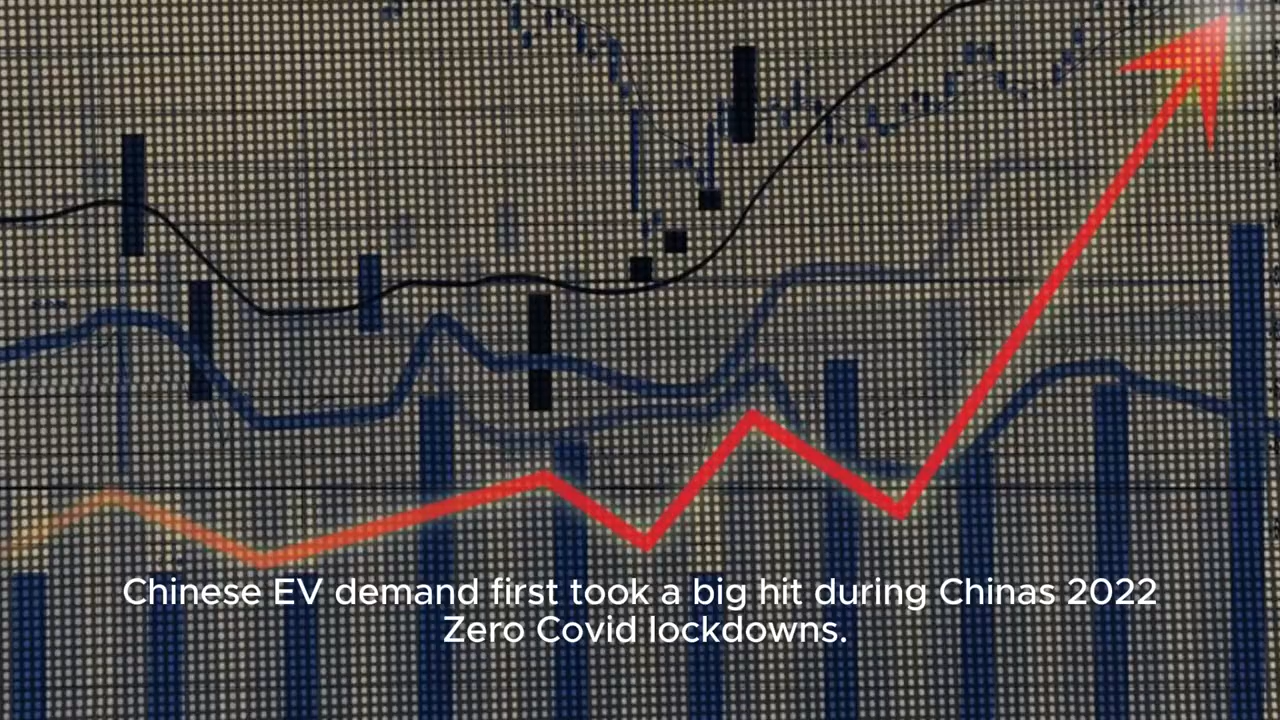 Chinese EV demand first took a big hit during Chinas 2022
Zero Covid lockdowns.